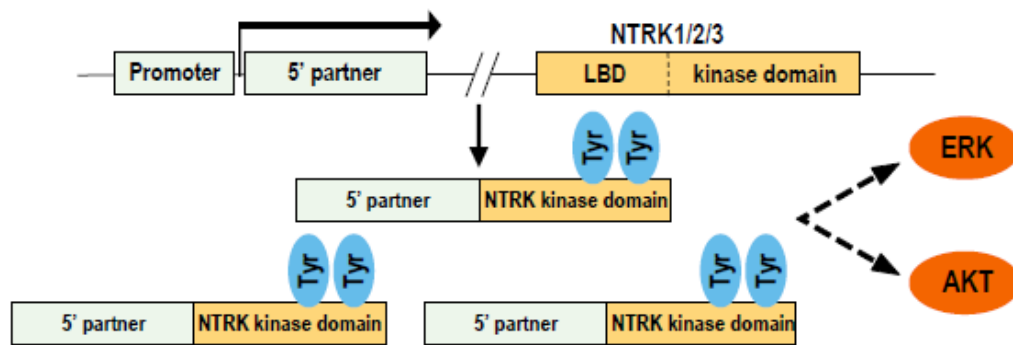 NTRK1/2/3
Promoter
5’ partner
LBD
kinase domain
Tyr
Tyr
ERK
5’ partner
NTRK kinase domain
Tyr
Tyr
Tyr
Tyr
AKT
5’ partner
NTRK kinase domain
5’ partner
NTRK kinase domain